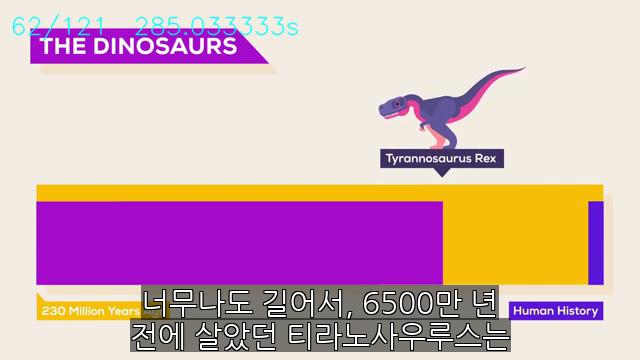 62/121 285.033333s
THE DINOSAURS
Tyrannosaurus Rex
230 Million Years
Human History
너무나도 길어서, 6500만 년
전에 살았던 티라노사우루스는